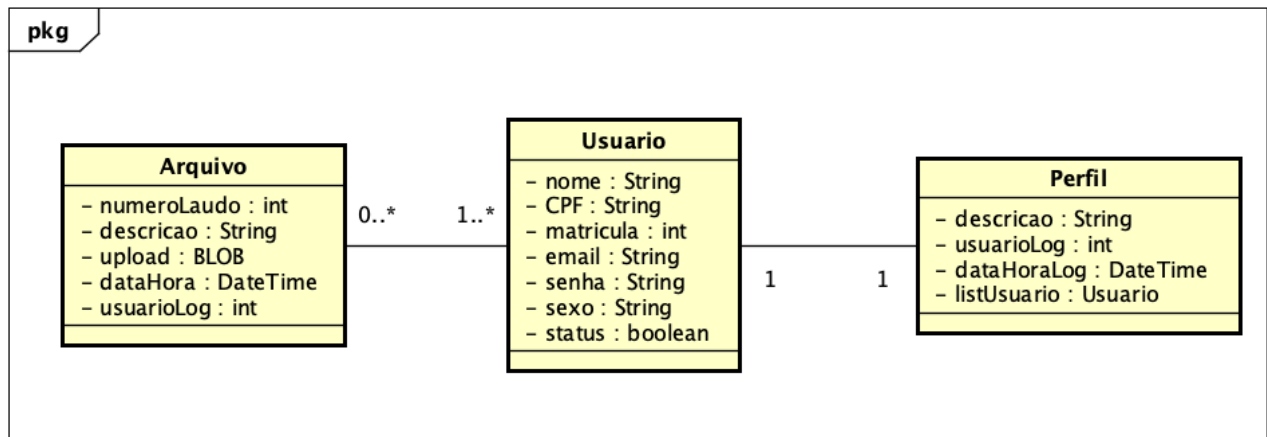 pkg
Arquivo
– numeroLaudo : int
– descricao : String
– upload : BLOB
– dataHora : DateTime
– usuarioLog : int
0..*
1..*
Usuario
– nome : String
– CPF : String
– matricula : int
– email : String
– senha : String
– sexo : String
– status : boolean
1
1
Perfil
– descricao : String
– usuarioLog : int
– dataHoraLog : DateTime
– listUsuario : Usuario